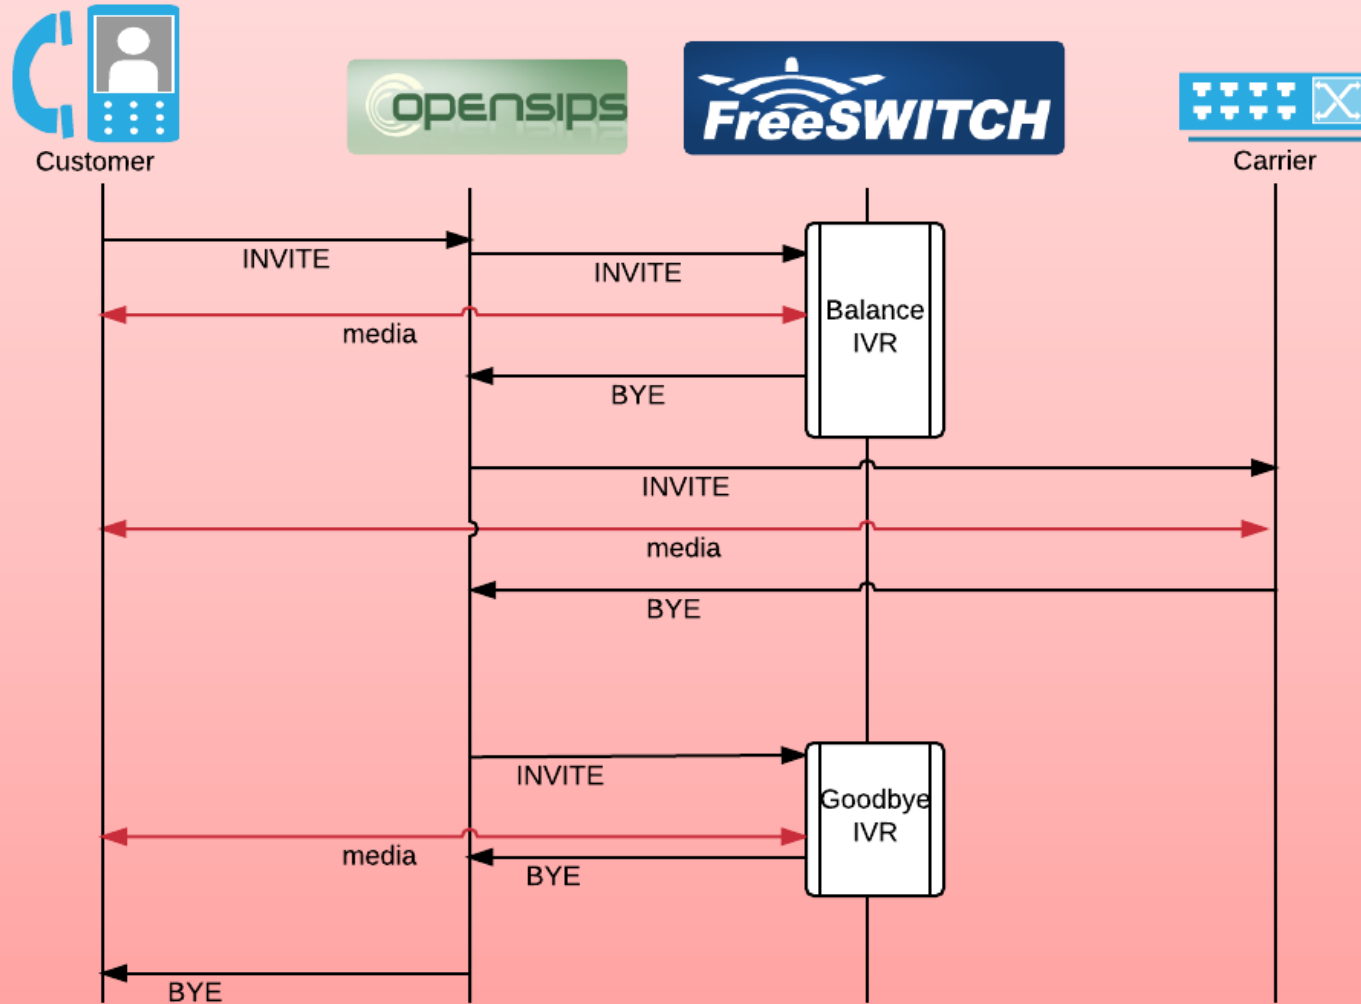 OPENSIPS
FreeSWITCH
Customer
Carrier
INVITE
INVITE
Balance
IVR
media
BYE
INVITE
media
BYE
INVITE
Goodbye
IVR
media
BYE
BYE